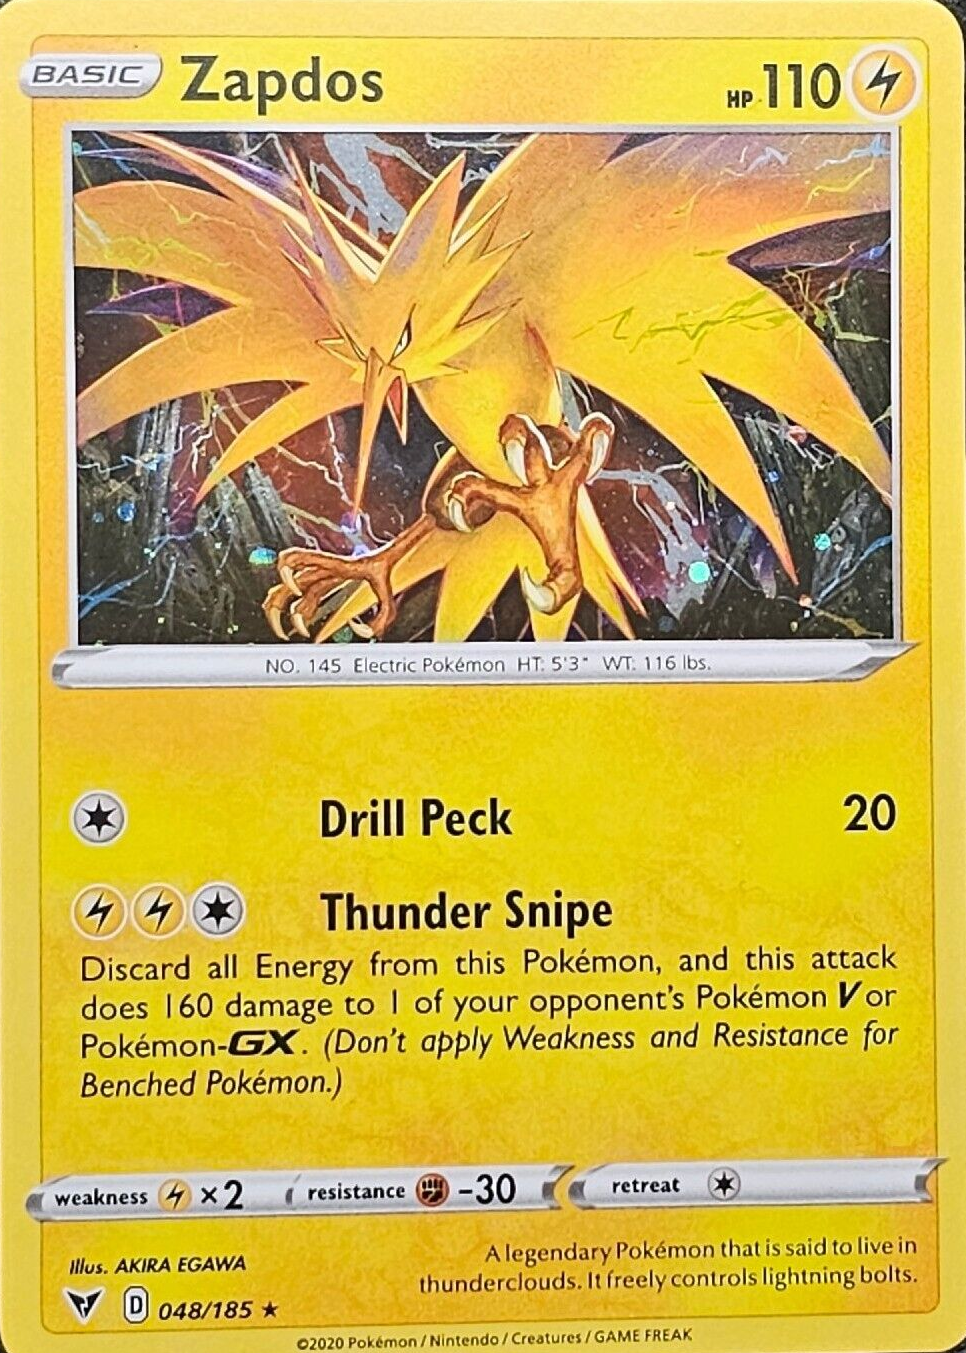 BASIC Zapdos HP 110
NO. 145 Electric Pokémon HT: 5'3" WT: 116 lbs.
Drill Peck 20
Thunder Snipe
Discard all Energy from this Pokémon, and this attack
does 160 damage to 1 of your opponent's Pokémon V or
Pokémon-GX. (Don't apply Weakness and Resistance for
Benched Pokémon.)
weakness ×2 resistance -30 retreat
Illus. AKIRA EGAWA
A legendary Pokémon that is said to live in
thunderclouds. It freely controls lightning bolts.
D 048/185 ★
©2020 Pokémon / Nintendo / Creatures / GAME FREAK